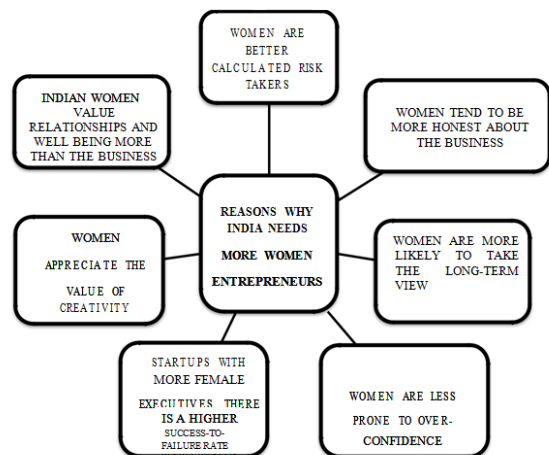 WOMEN ARE
BETTER
CALCULATED RISK
TAKERS
INDIAN WOMEN
VALUE
RELATIONSHIPS AND
WELL BEING MORE
THAN THE BUSINESS
WOMEN TEND TO BE
MORE HONEST ABOUT
THE BUSINESS
REASONS WHY
INDIA NEEDS
MORE WOMEN
ENTREPRENEURS
WOMEN
APPRECIATE THE
VALUE OF
CREATIVITY
WOMEN ARE MORE
LIKELY TO TAKE
THE LONG-TERM
VIEW
STARTUPS WITH
MORE FEMALE
EXECUTIVES THERE
IS A HIGHER
SUCCESS-TO-
FAILURE RATE
WOMEN ARE LESS
PRONE TO OVER-
CONFIDENCE